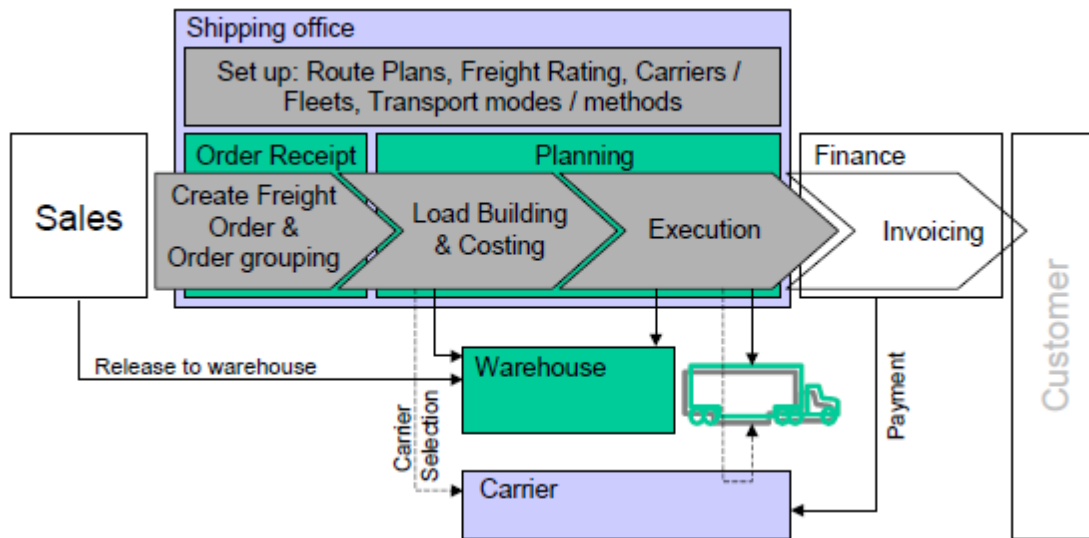 Shipping office
Set up: Route Plans, Freight Rating, Carriers /
Fleets, Transport modes / methods
Order Receipt
Planning
Finance
Sales
Create Freight
Order &
Order grouping
Load Building
& Costing
Execution
Invoicing
Customer
Release to warehouse
Warehouse
Carrier
Selection
Payment
Carrier